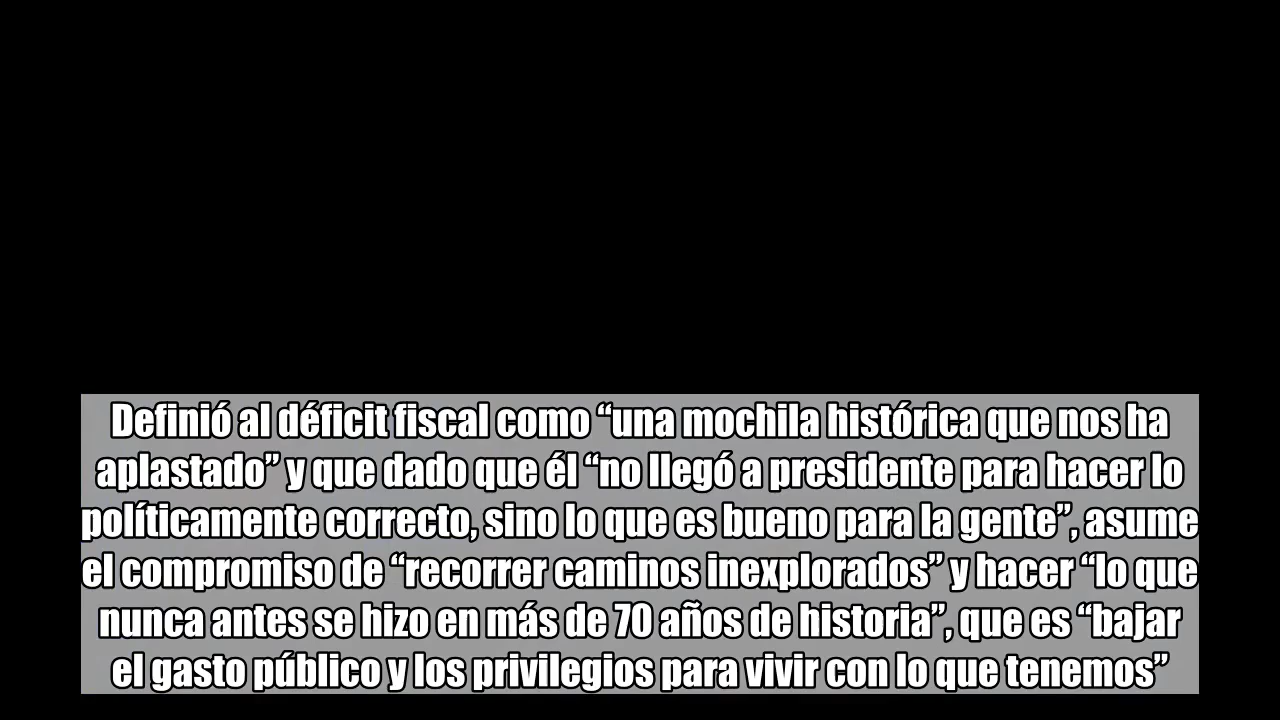 Definió al déficit fiscal como “una mochila histórica que nos ha
aplastado” y que dado que él “no llegó a presidente para hacer lo
políticamente correcto, sino lo que es bueno para la gente”, asume
el compromiso de “recorrer caminos inexplorados” y hacer “lo que
nunca antes se hizo en más de 70 años de historia”, que es “bajar
el gasto público y los privilegios para vivir con lo que tenemos”